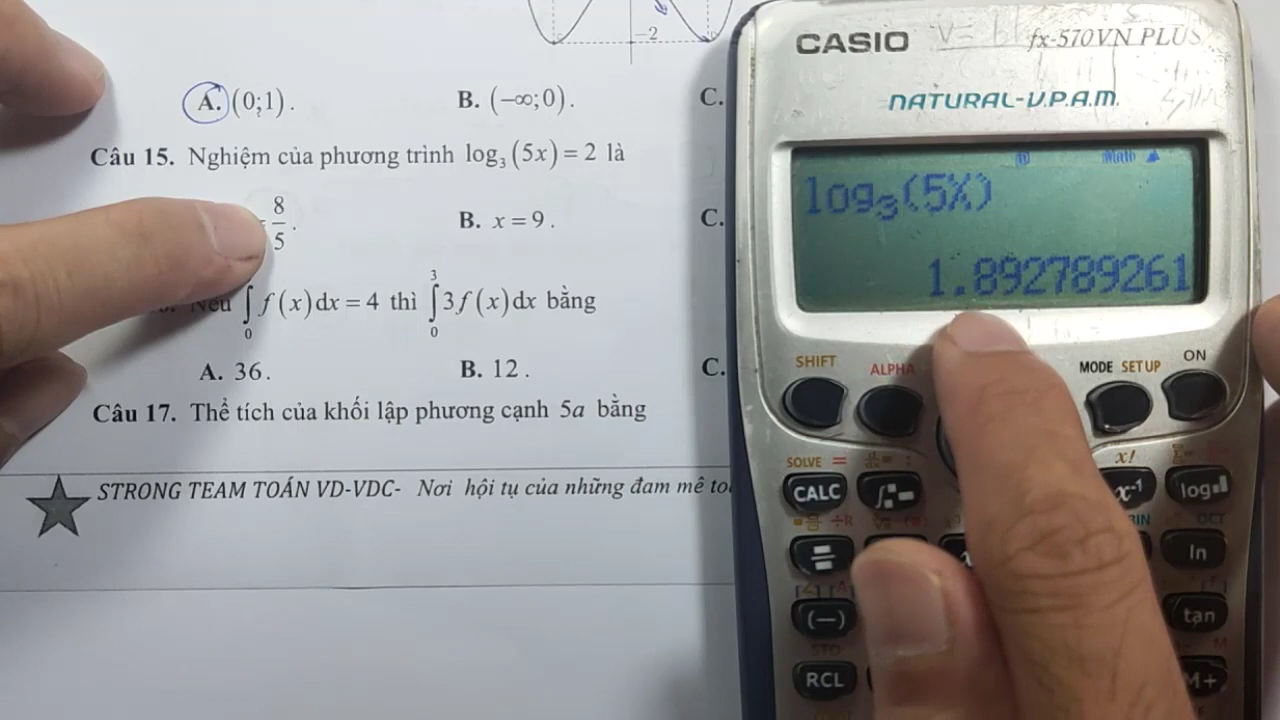 −2
A. (0;1).
B. (−∞;0).
C.
Câu 15. Nghiệm của phương trình log₃(5x) = 2 là
8/5.
B. x = 9.
C.
Nếu ∫₀ f(x)dx = 4 thì ∫₀³ 3f(x)dx bằng
A. 36.
B. 12.
C.
Câu 17. Thể tích của khối lập phương cạnh 5a bằng
STRONG TEAM TOÁN VD-VDC- Nơi hội tụ của những đam mê
CASIO
fx-570VN PLUS
NATURAL-V.P.A.M.
Math ▲
log₃(5X)
1.892789261
SHIFT
ALPHA
MODE SETUP
ON
SOLVE =
x!
CALC
x⁻¹
log
÷R
OCT
ln
(−)
tan
STO
M
RCL
M+